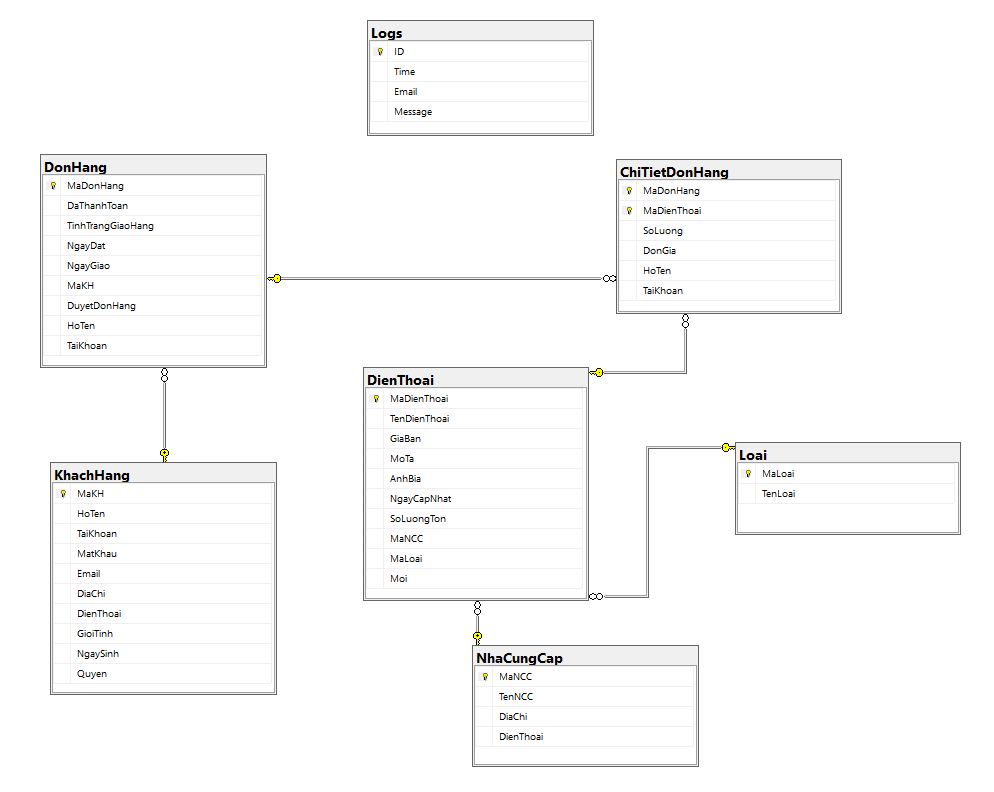 Logs
ID
Time
Email
Message
DonHang
MaDonHang
DaThanhToan
TinhTrangGiaoHang
NgayDat
NgayGiao
MaKH
DuyetDonHang
HoTen
TaiKhoan
ChiTietDonHang
MaDonHang
MaDienThoai
SoLuong
DonGia
HoTen
TaiKhoan
DienThoai
MaDienThoai
TenDienThoai
GiaBan
MoTa
AnhBia
NgayCapNhat
SoLuongTon
MaNCC
MaLoai
Moi
Loai
MaLoai
TenLoai
KhachHang
MaKH
HoTen
TaiKhoan
MatKhau
Email
DiaChi
DienThoai
GioiTinh
NgaySinh
Quyen
NhaCungCap
MaNCC
TenNCC
DiaChi
DienThoai